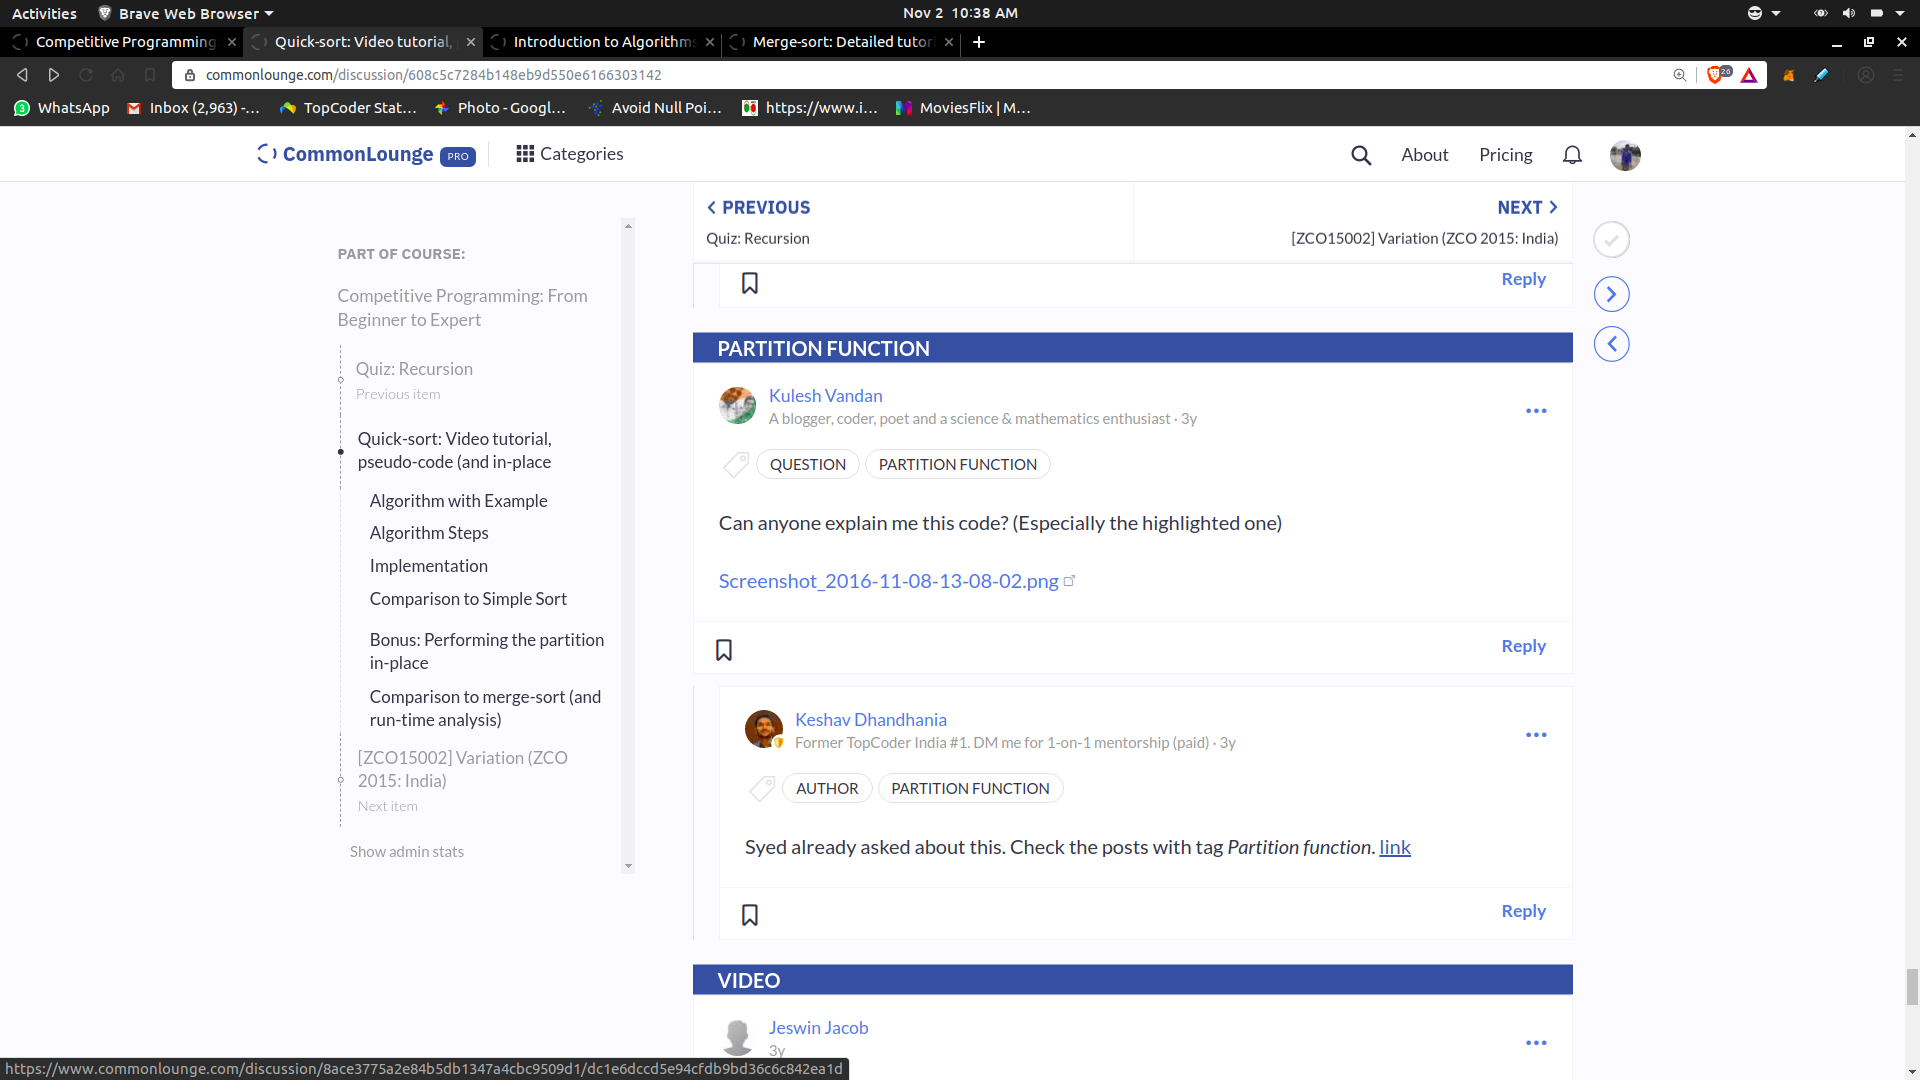 Activities
Brave Web Browser
Nov 2 10:38 AM
Competitive Programming:
Quick-sort: Video tutorial,
Introduction to Algorithms
Merge-sort: Detailed tutori
commonlounge.com/discussion/608c5c7284b148eb9d550e6166303142
26
WhatsApp
Inbox (2,963) -...
TopCoder Stat...
Photo - Googl...
Avoid Null Poi...
https://www.i...
MoviesFlix | M...
CommonLounge PRO
Categories
About
Pricing
PREVIOUS
NEXT
Quiz: Recursion
[ZCO15002] Variation (ZCO 2015: India)
PART OF COURSE:
Competitive Programming: From
Beginner to Expert
Quiz: Recursion
Previous item
Quick-sort: Video tutorial,
pseudo-code (and in-place
Algorithm with Example
Algorithm Steps
Implementation
Comparison to Simple Sort
Bonus: Performing the partition
in-place
Comparison to merge-sort (and
run-time analysis)
[ZCO15002] Variation (ZCO
2015: India)
Next item
Show admin stats
Reply
PARTITION FUNCTION
Kulesh Vandan
A blogger, coder, poet and a science & mathematics enthusiast · 3y
QUESTION
PARTITION FUNCTION
Can anyone explain me this code? (Especially the highlighted one)
Screenshot_2016-11-08-13-08-02.png
Reply
Keshav Dhandhania
Former TopCoder India #1. DM me for 1-on-1 mentorship (paid) · 3y
AUTHOR
PARTITION FUNCTION
Syed already asked about this. Check the posts with tag Partition function. link
Reply
VIDEO
Jeswin Jacob
3y
https://www.commonlounge.com/discussion/8ace3775a2e84b5db1347a4cbc9509d1/dc1e6dccd5e94cfdb9bd36c6c842ea1d